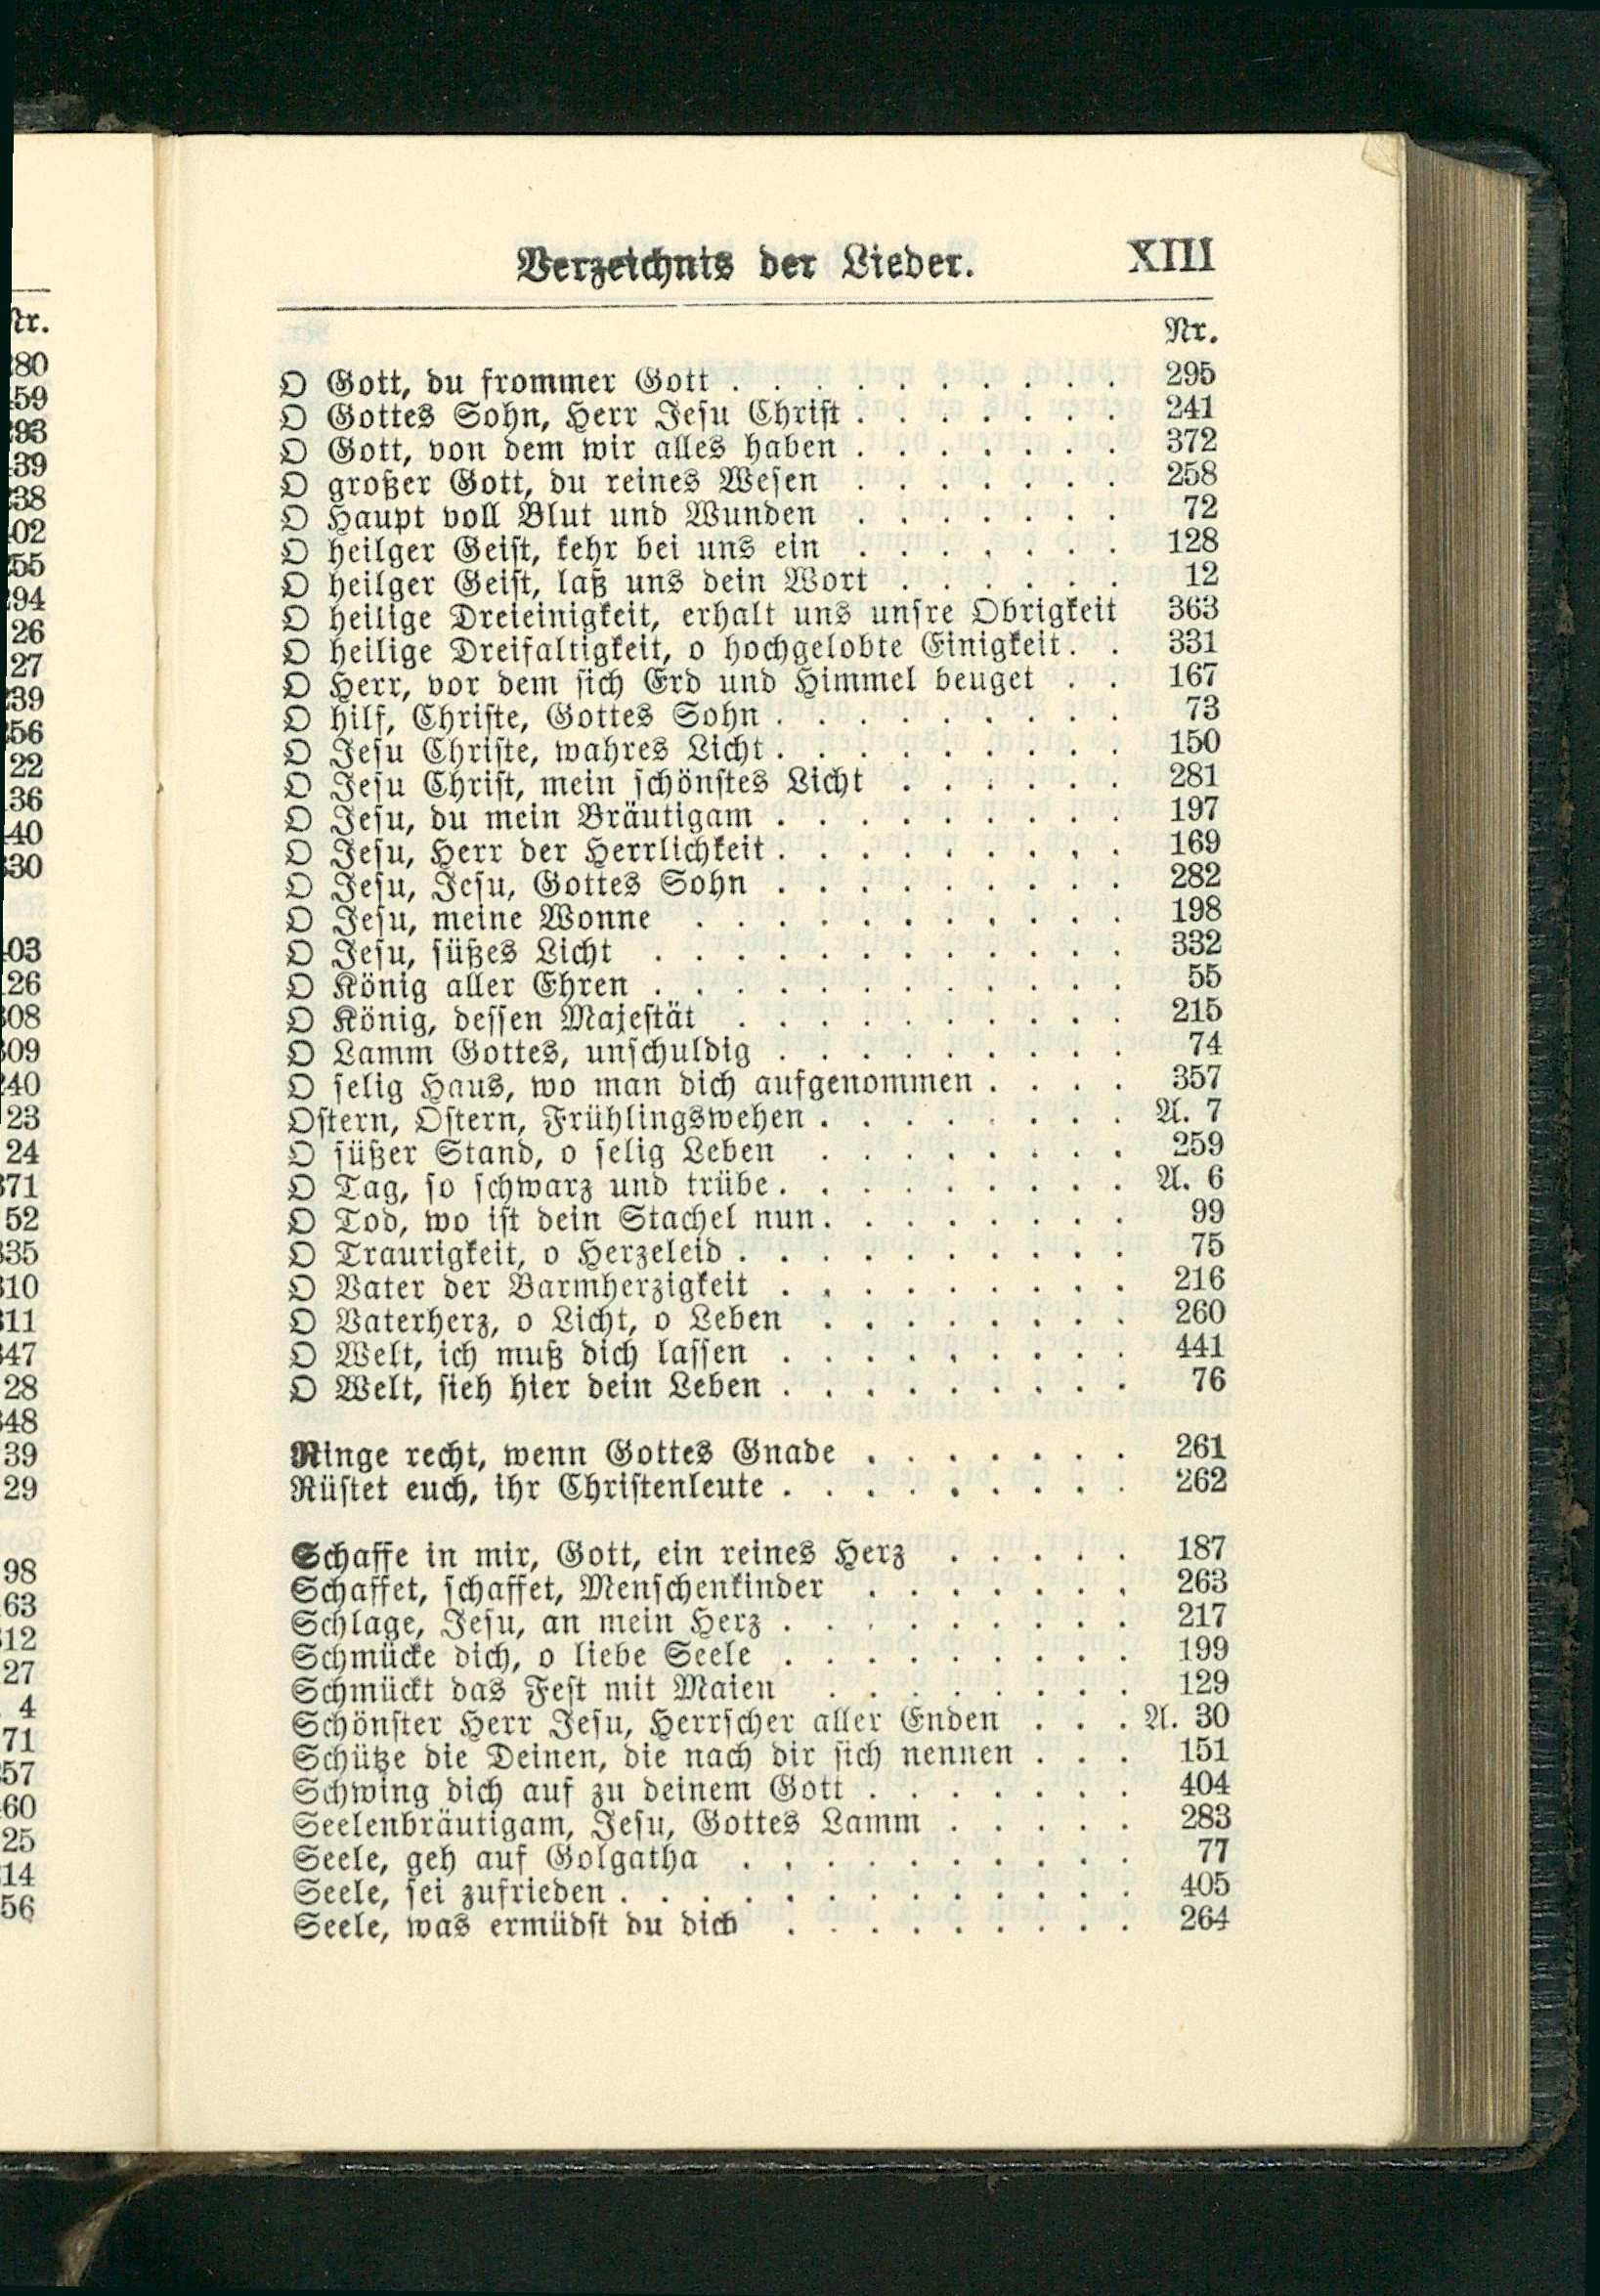 Verzeichnis der Lieder. XIII
Nr.
O Gott, du frommer Gott . . . . . . . . . . 295
O Gottes Sohn, Herr Jesu Christ . . . . . . . 241
O Gott, von dem wir alles haben . . . . . . . 372
O großer Gott, du reines Wesen . . . . . . . 258
O Haupt voll Blut und Wunden . . . . . . . 72
O heilger Geist, kehr bei uns ein . . . . . . . 128
O heilger Geist, laß uns dein Wort . . . . . . 12
O heilige Dreieinigkeit, erhalt uns unsre Obrigkeit 363
O heilige Dreifaltigkeit, o hochgelobte Einigkeit . . 331
O Herr, vor dem sich Erd und Himmel beuget . . 167
O hilf, Christe, Gottes Sohn . . . . . . . . . 73
O Jesu Christe, wahres Licht . . . . . . . . . 150
O Jesu Christ, mein schönstes Licht . . . . . . 281
O Jesu, du mein Bräutigam . . . . . . . . . 197
O Jesu, Herr der Herrlichkeit . . . . . . . . . 169
O Jesu, Jesu, Gottes Sohn . . . . . . . . . 282
O Jesu, meine Wonne . . . . . . . . . . . 198
O Jesu, süßes Licht . . . . . . . . . . . . 332
O König aller Ehren . . . . . . . . . . . . 55
O König, dessen Majestät . . . . . . . . . . 215
O Lamm Gottes, unschuldig . . . . . . . . . 74
O selig Haus, wo man dich aufgenommen . . . . 357
Ostern, Ostern, Frühlingswehen . . . . . . . . A. 7
O süßer Stand, o selig Leben . . . . . . . . 259
O Tag, so schwarz und trübe . . . . . . . . . A. 6
O Tod, wo ist dein Stachel nun . . . . . . . . 99
O Traurigkeit, o Herzeleid . . . . . . . . . . 75
O Vater der Barmherzigkeit . . . . . . . . . 216
O Vaterherz, o Licht, o Leben . . . . . . . . 260
O Welt, ich muß dich lassen . . . . . . . . . 441
O Welt, sieh hier dein Leben . . . . . . . . . 76
Ringe recht, wenn Gottes Gnade . . . . . . . 261
Rüstet euch, ihr Christenleute . . . . . . . . . 262
Schaffe in mir, Gott, ein reines Herz . . . . . 187
Schaffet, schaffet, Menschenkinder . . . . . . . 263
Schlage, Jesu, an mein Herz . . . . . . . . . 217
Schmücke dich, o liebe Seele . . . . . . . . . 199
Schmückt das Fest mit Maien . . . . . . . . 129
Schönster Herr Jesu, Herrscher aller Enden . . . A. 30
Schütze die Deinen, die nach dir sich nennen . . . 151
Schwing dich auf zu deinem Gott . . . . . . . 404
Seelenbräutigam, Jesu, Gottes Lamm . . . . . 283
Seele, geh auf Golgatha . . . . . . . . . . 77
Seele, sei zufrieden . . . . . . . . . . . . . 405
Seele, was ermüdst du dich . . . . . . . . . 264